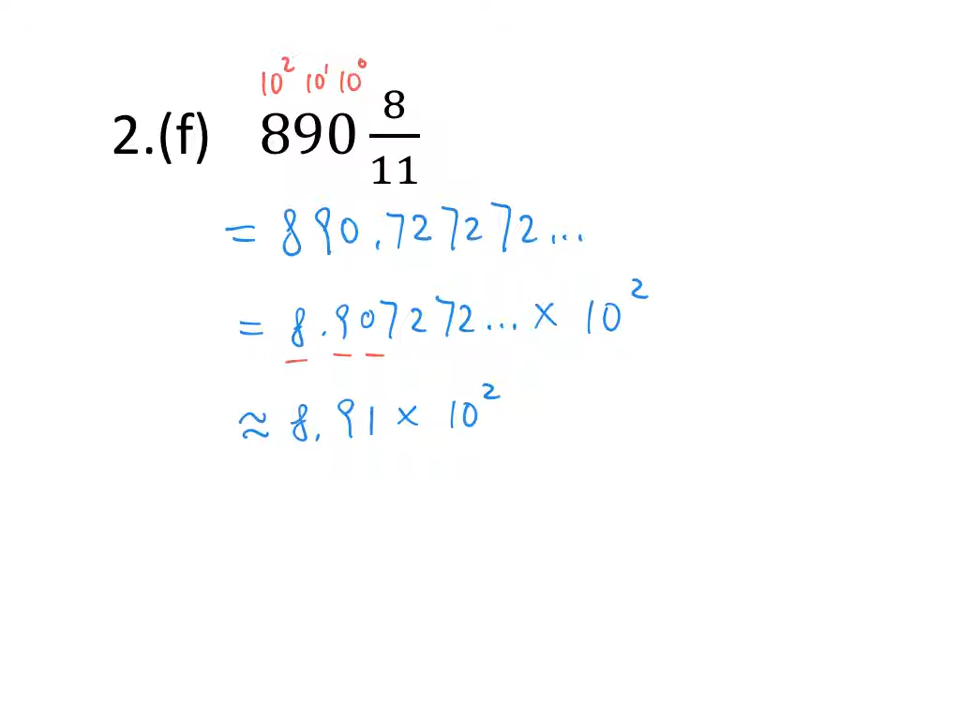 10² 10¹ 10⁰
2.(f) 890 8/11
= 890.727272...
= 8.907272... × 10²
≈ 8.91 × 10²